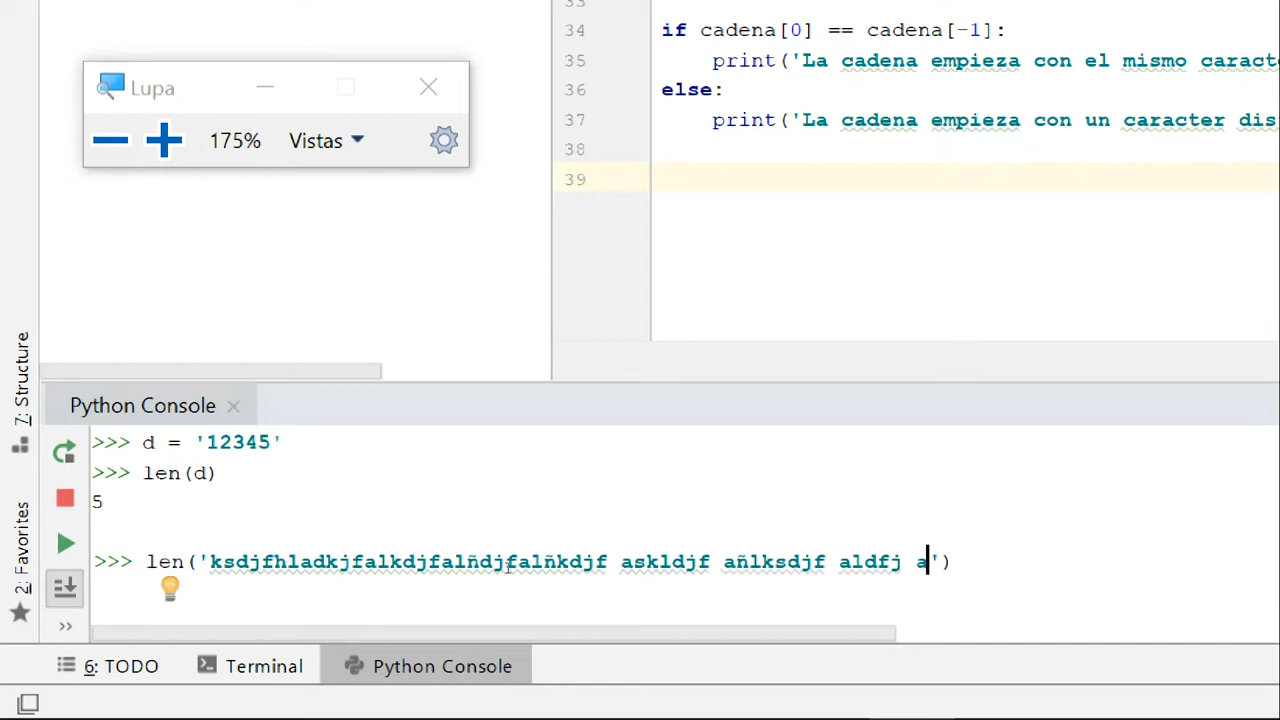 33
34 if cadena[0] == cadena[-1]:
35 print('La cadena empieza con el mismo caract
36 else:
37 print('La cadena empieza con un caracter dis
38
39
Lupa
175% Vistas
7: Structure
2: Favorites
Python Console
>>> d = '12345'
>>> len(d)
5
>>> len('ksdjfhladkjfalkdjfalñdjfalñkdjf askldjf añlksdjf aldfj a')
6: TODO Terminal Python Console